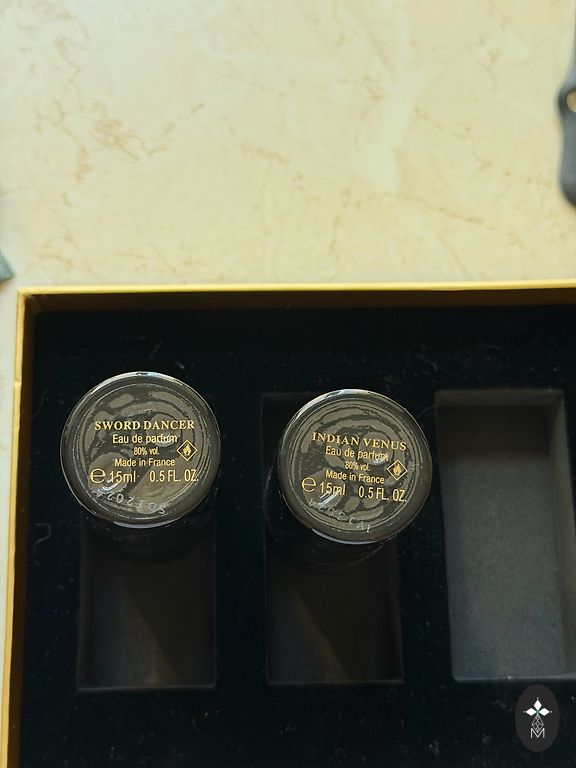 SWORD DANCER
Eau de parfum
80% vol.
Made in France
℮ 15ml 0.5 FL. OZ.
INDIAN VENUS
Eau de parfum
80% vol.
Made in France
℮ 15ml 0.5 FL. OZ.
M